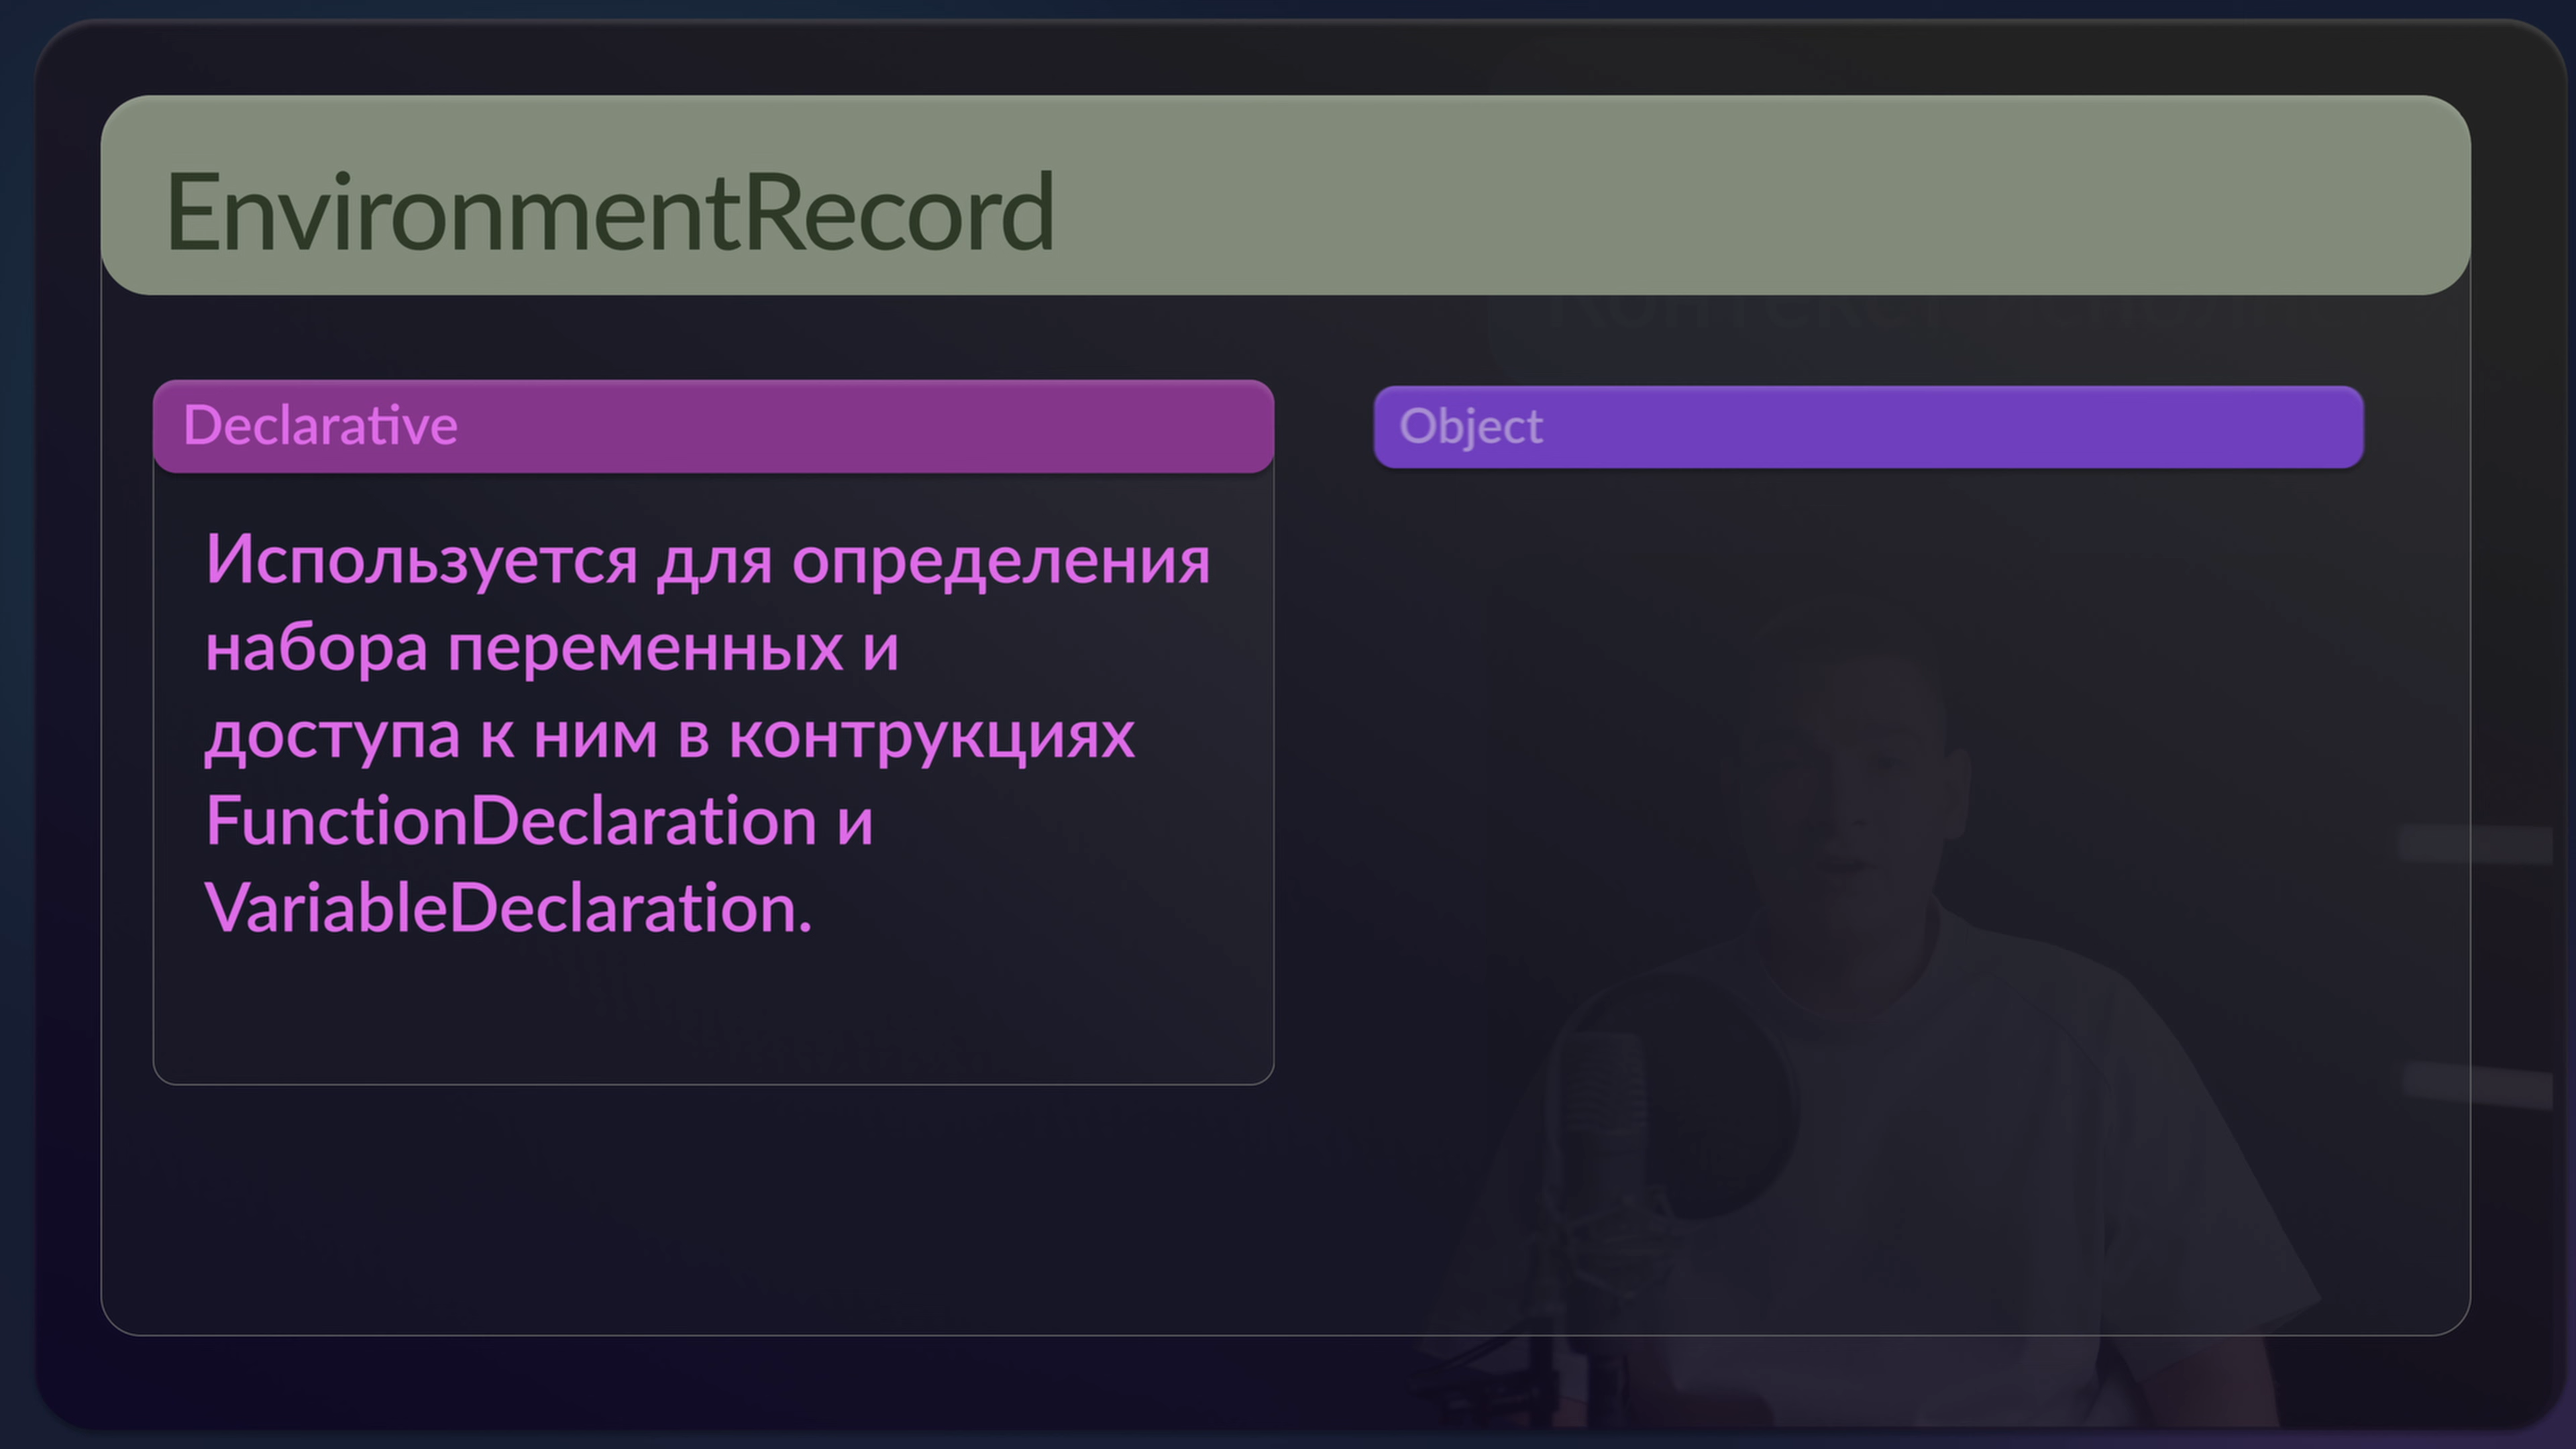 EnvironmentRecord
Declarative
Object
Используется для определения
набора переменных и
доступа к ним в контрукциях
FunctionDeclaration и
VariableDeclaration.